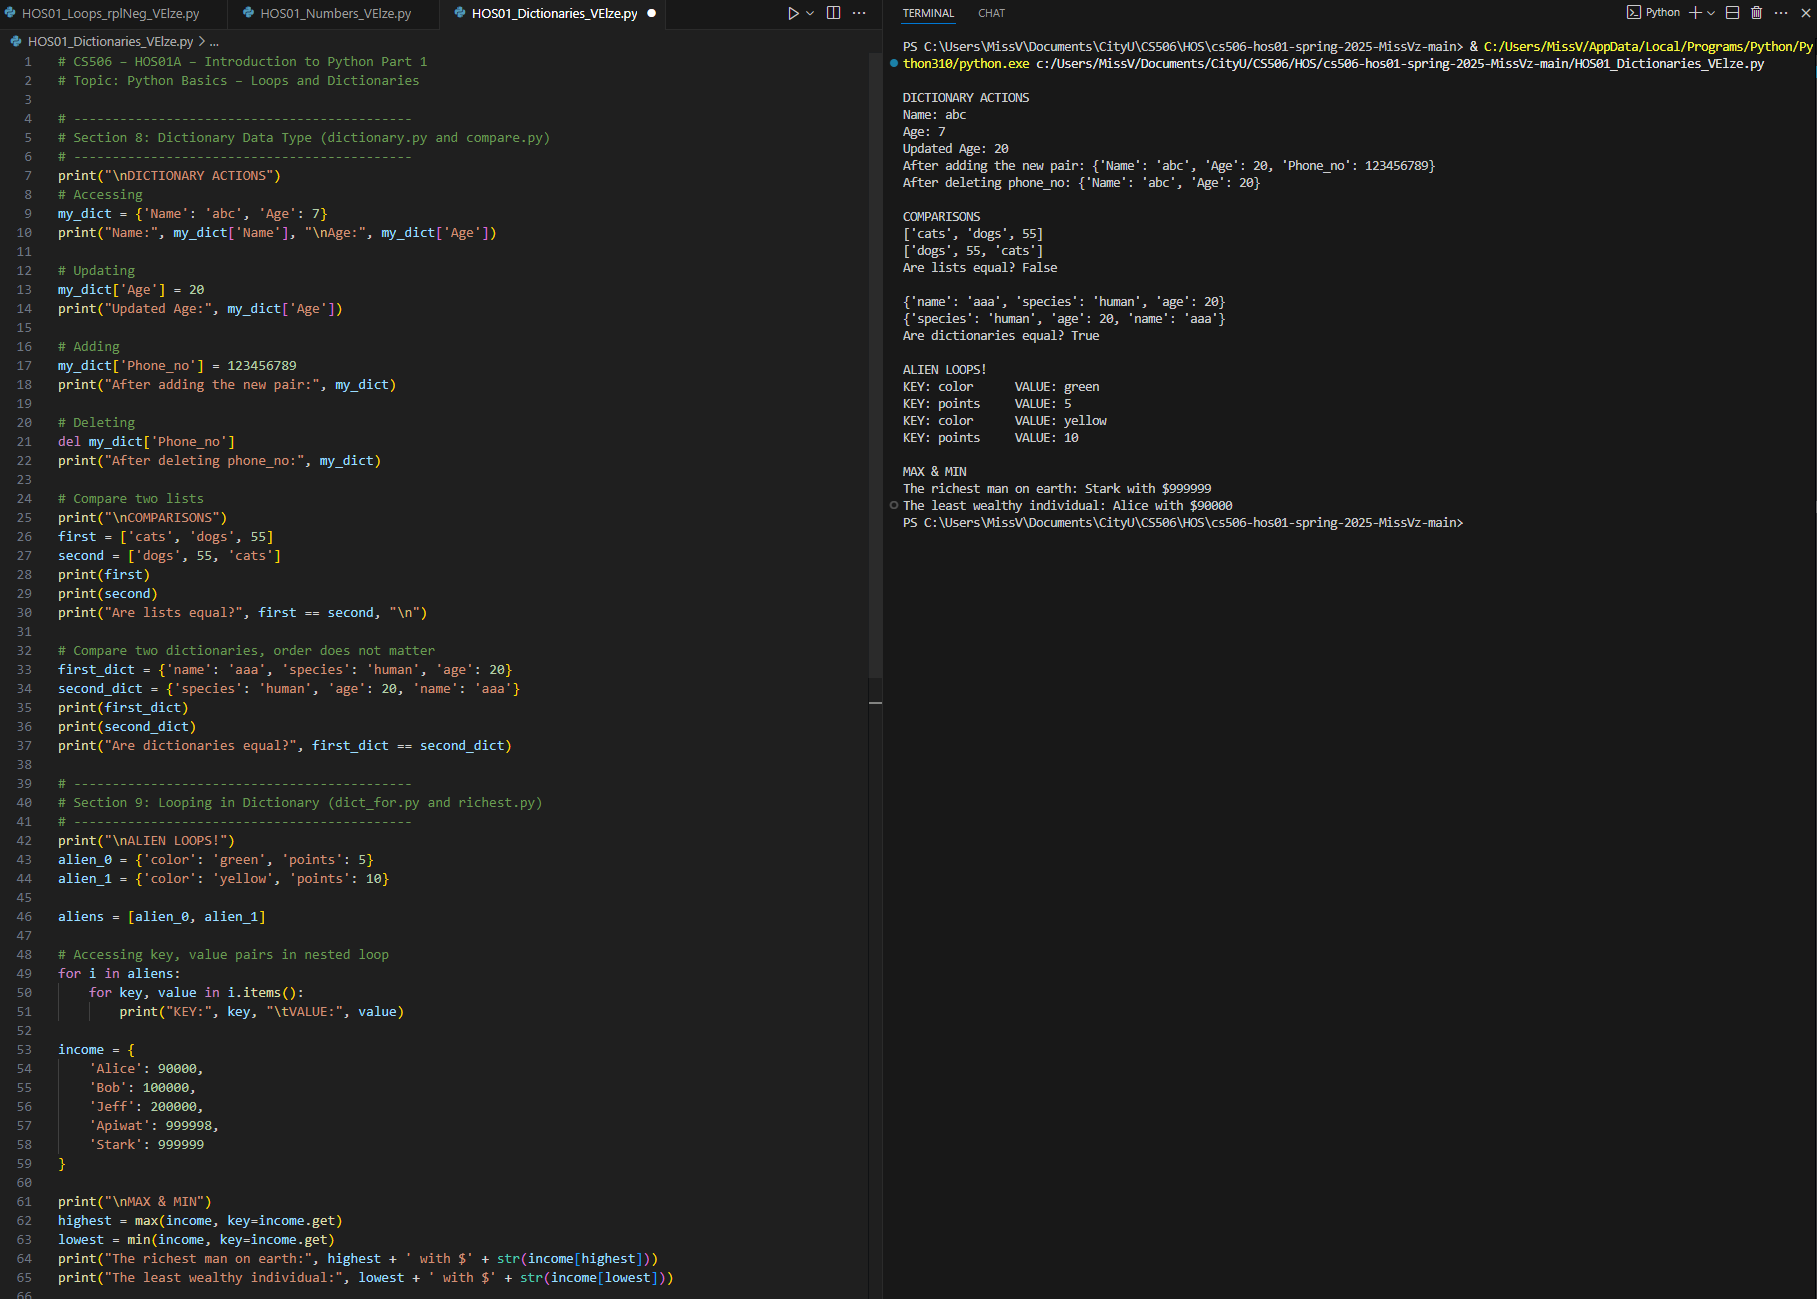 HOS01_Loops_rplNeg_VElze.py
HOS01_Numbers_VElze.py
HOS01_Dictionaries_VElze.py
HOS01_Dictionaries_VElze.py > ...
1 # CS506 – HOS01A – Introduction to Python Part 1
2 # Topic: Python Basics – Loops and Dictionaries
3
4 # --------------------------------------------
5 # Section 8: Dictionary Data Type (dictionary.py and compare.py)
6 # --------------------------------------------
7 print("\nDICTIONARY ACTIONS")
8 # Accessing
9 my_dict = {'Name': 'abc', 'Age': 7}
10 print("Name:", my_dict['Name'], "\nAge:", my_dict['Age'])
11
12 # Updating
13 my_dict['Age'] = 20
14 print("Updated Age:", my_dict['Age'])
15
16 # Adding
17 my_dict['Phone_no'] = 123456789
18 print("After adding the new pair:", my_dict)
19
20 # Deleting
21 del my_dict['Phone_no']
22 print("After deleting phone_no:", my_dict)
23
24 # Compare two lists
25 print("\nCOMPARISONS")
26 first = ['cats', 'dogs', 55]
27 second = ['dogs', 55, 'cats']
28 print(first)
29 print(second)
30 print("Are lists equal?", first == second, "\n")
31
32 # Compare two dictionaries, order does not matter
33 first_dict = {'name': 'aaa', 'species': 'human', 'age': 20}
34 second_dict = {'species': 'human', 'age': 20, 'name': 'aaa'}
35 print(first_dict)
36 print(second_dict)
37 print("Are dictionaries equal?", first_dict == second_dict)
38
39 # --------------------------------------------
40 # Section 9: Looping in Dictionary (dict_for.py and richest.py)
41 # --------------------------------------------
42 print("\nALIEN LOOPS!")
43 alien_0 = {'color': 'green', 'points': 5}
44 alien_1 = {'color': 'yellow', 'points': 10}
45
46 aliens = [alien_0, alien_1]
47
48 # Accessing key, value pairs in nested loop
49 for i in aliens:
50     for key, value in i.items():
51         print("KEY:", key, "\tVALUE:", value)
52
53 income = {
54     'Alice': 90000,
55     'Bob': 100000,
56     'Jeff': 200000,
57     'Apiwat': 999998,
58     'Stark': 999999
59 }
60
61 print("\nMAX & MIN")
62 highest = max(income, key=income.get)
63 lowest = min(income, key=income.get)
64 print("The richest man on earth:", highest + ' with $' + str(income[highest]))
65 print("The least wealthy individual:", lowest + ' with $' + str(income[lowest]))
66
TERMINAL
CHAT
Python
PS C:\Users\MissV\Documents\CityU\CS506\HOS\cs506-hos01-spring-2025-MissVz-main> & C:/Users/MissV/AppData/Local/Programs/Python/Py
thon310/python.exe c:/Users/MissV/Documents/CityU/CS506/HOS/cs506-hos01-spring-2025-MissVz-main/HOS01_Dictionaries_VElze.py
DICTIONARY ACTIONS
Name: abc
Age: 7
Updated Age: 20
After adding the new pair: {'Name': 'abc', 'Age': 20, 'Phone_no': 123456789}
After deleting phone_no: {'Name': 'abc', 'Age': 20}
COMPARISONS
['cats', 'dogs', 55]
['dogs', 55, 'cats']
Are lists equal? False
{'name': 'aaa', 'species': 'human', 'age': 20}
{'species': 'human', 'age': 20, 'name': 'aaa'}
Are dictionaries equal? True
ALIEN LOOPS!
KEY: color VALUE: green
KEY: points VALUE: 5
KEY: color VALUE: yellow
KEY: points VALUE: 10
MAX & MIN
The richest man on earth: Stark with $999999
The least wealthy individual: Alice with $90000
PS C:\Users\MissV\Documents\CityU\CS506\HOS\cs506-hos01-spring-2025-MissVz-main>